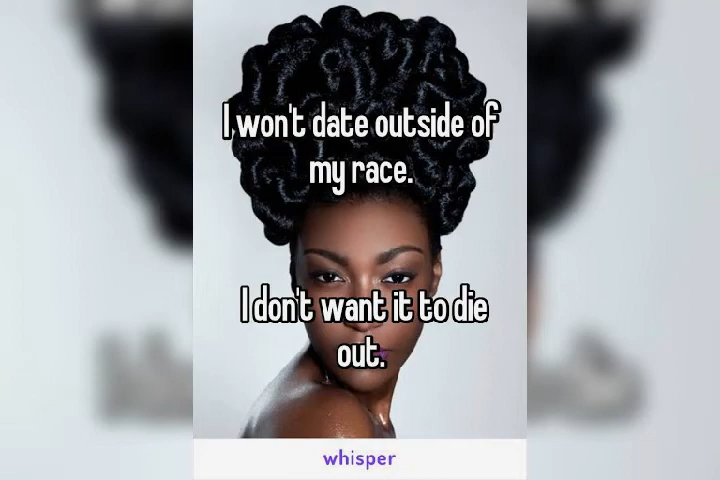 I won't date outside of
my race.
I don't want it to die
out.
whisper